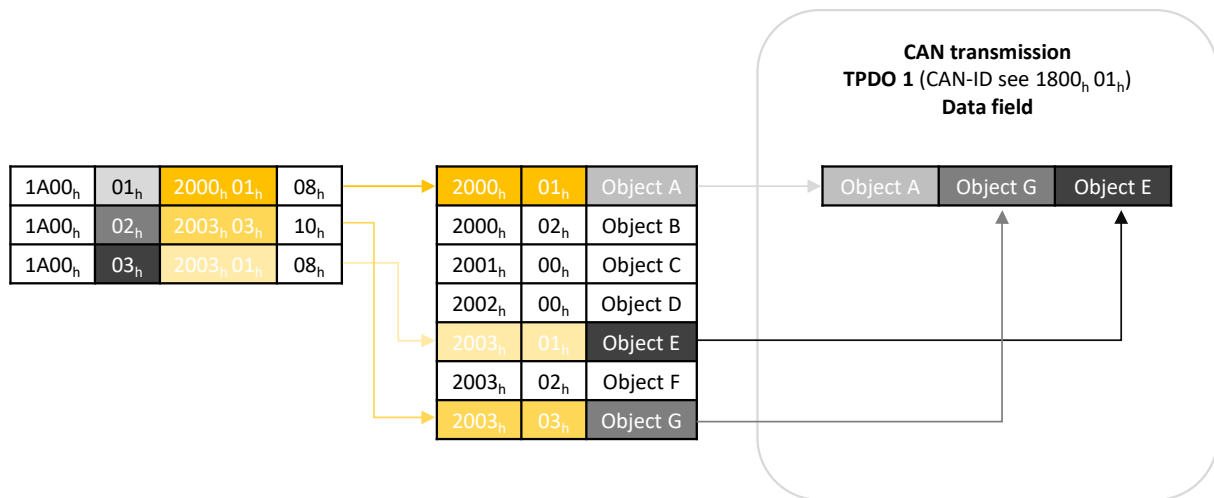 CAN transmission
TPDO 1 (CAN-ID see 1800h 01h)
Data field
1A00h 01h 2000h 01h 08h
1A00h 02h 2003h 03h 10h
1A00h 03h 2003h 01h 08h
2000h 01h Object A
2000h 02h Object B
2001h 00h Object C
2002h 00h Object D
2003h 01h Object E
2003h 02h Object F
2003h 03h Object G
Object A Object G Object E